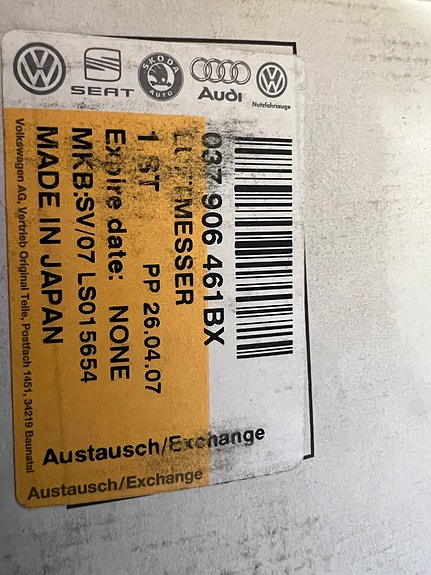 SEAT
SKODA
AUTO
Audi
Nutzfahrzeuge
037 906 461BX
MESSER
1 ST PP 26.04.07
Expire date: NONE
MKB:SV/07 LS015654
MADE IN JAPAN
Volkswagen AG, Vertrieb Original Teile, Postfach 1451, 34219 Baunatal
Austausch/Exchange
Austausch/Exchange